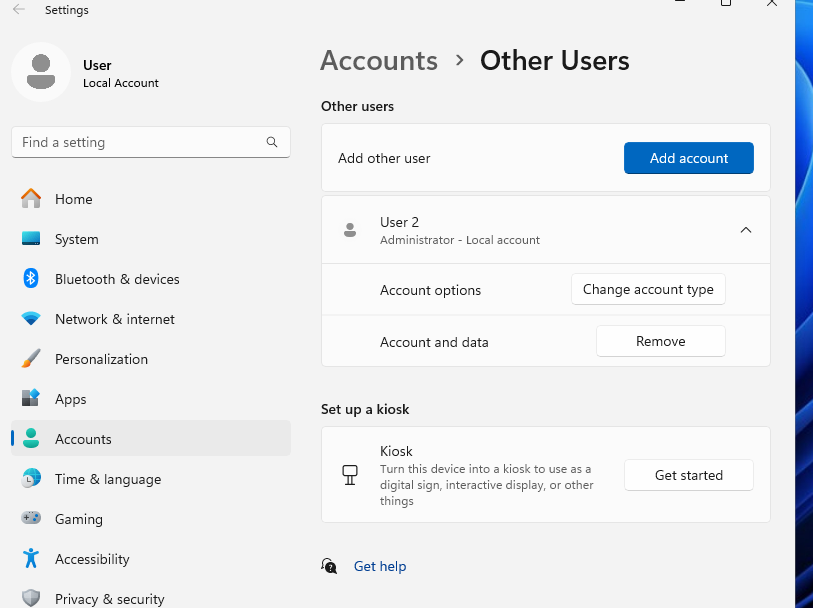 Settings
User
Local Account
Find a setting
Home
System
Bluetooth & devices
Network & internet
Personalization
Apps
Accounts
Time & language
Gaming
Accessibility
Privacy & security
Accounts › Other Users
Other users
Add other user
Add account
User 2
Administrator - Local account
Account options
Change account type
Account and data
Remove
Set up a kiosk
Kiosk
Turn this device into a kiosk to use as a
digital sign, interactive display, or other
things
Get started
Get help